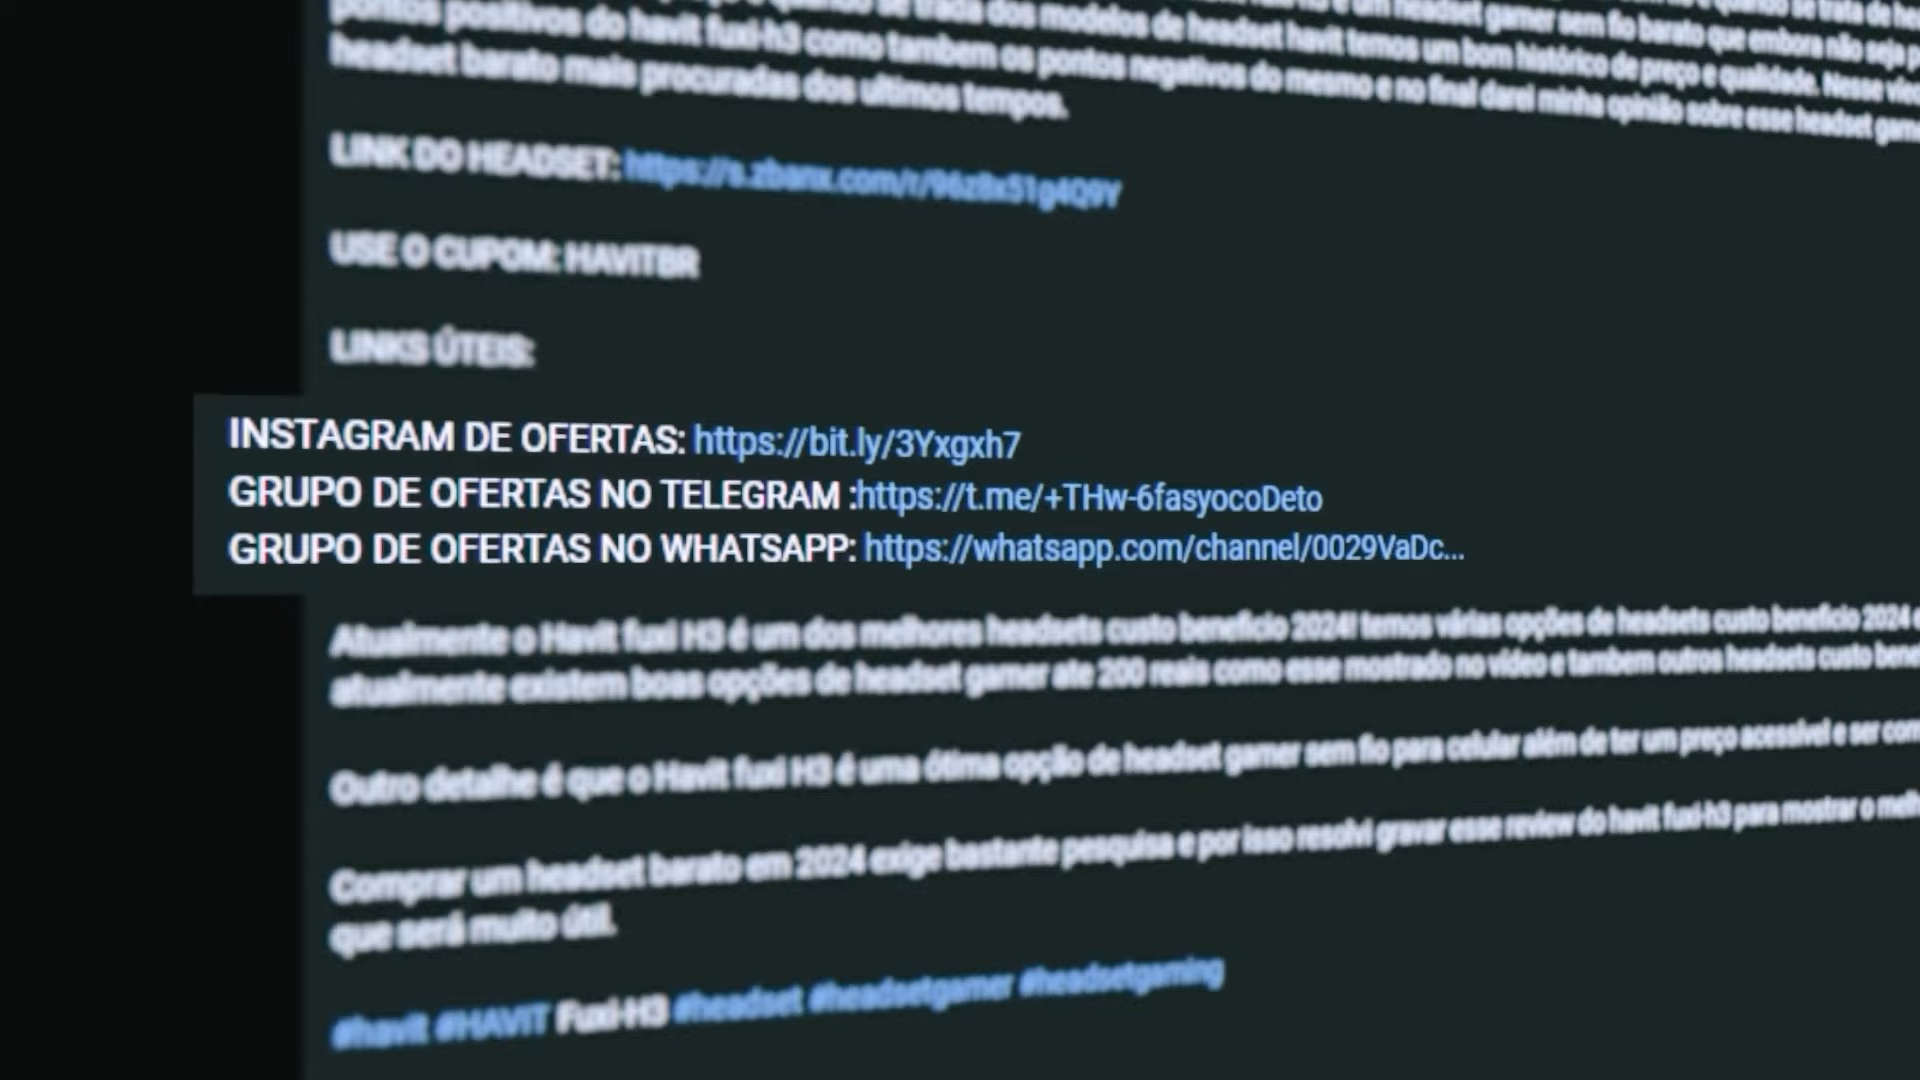 pontos positivos do havit fuxi-h3 como tambem os pontos negativos do mesmo e no final darei minha opinião sobre esse headset
headset barato mais procuradas dos ultimos tempos.
LINK DO HEADSET: https://s.zbanx.com/r/96z8x51g4Q9Y
USE O CUPOM: HAVITBR
LINKS ÚTEIS:
INSTAGRAM DE OFERTAS: https://bit.ly/3Yxgxh7
GRUPO DE OFERTAS NO TELEGRAM :https://t.me/+THw-6fasyocoDeto
GRUPO DE OFERTAS NO WHATSAPP: https://whatsapp.com/channel/0029VaDc...
Atualmente o Havit fuxi H3 é um dos melhores headsets custo beneficio 2024! temos várias opções de headsets custo beneficio 2024
atualmente existem boas opções de headset gamer ate 200 reais como esse mostrado no vídeo e tambem outros headsets custo
Outro detalhe é que o Havit fuxi H3 é uma ótima opção de headset gamer sem fio para celular além de ter um preço acessível e ser
Comprar um headset barato em 2024 exige bastante pesquisa e por isso resolvi gravar esse review do havit fuxi-h3 para mostrar o
que será muito útil.
#havit #HAVIT Fuxi-H3 #headset #headsetgamer #headsetgaming